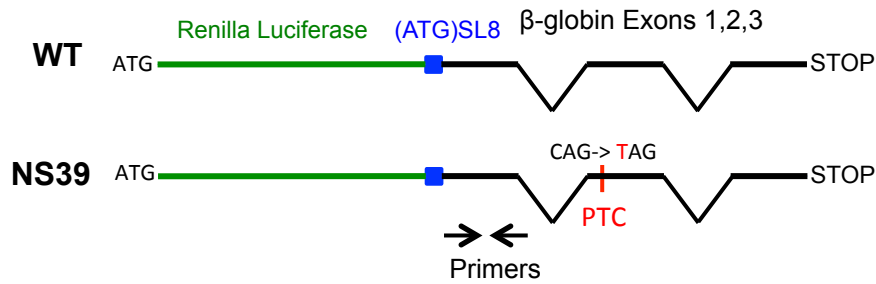 Renilla Luciferase (ATG)SL8 β-globin Exons 1,2,3
WT ATG STOP
CAG-> TAG
NS39 ATG STOP
PTC
Primers